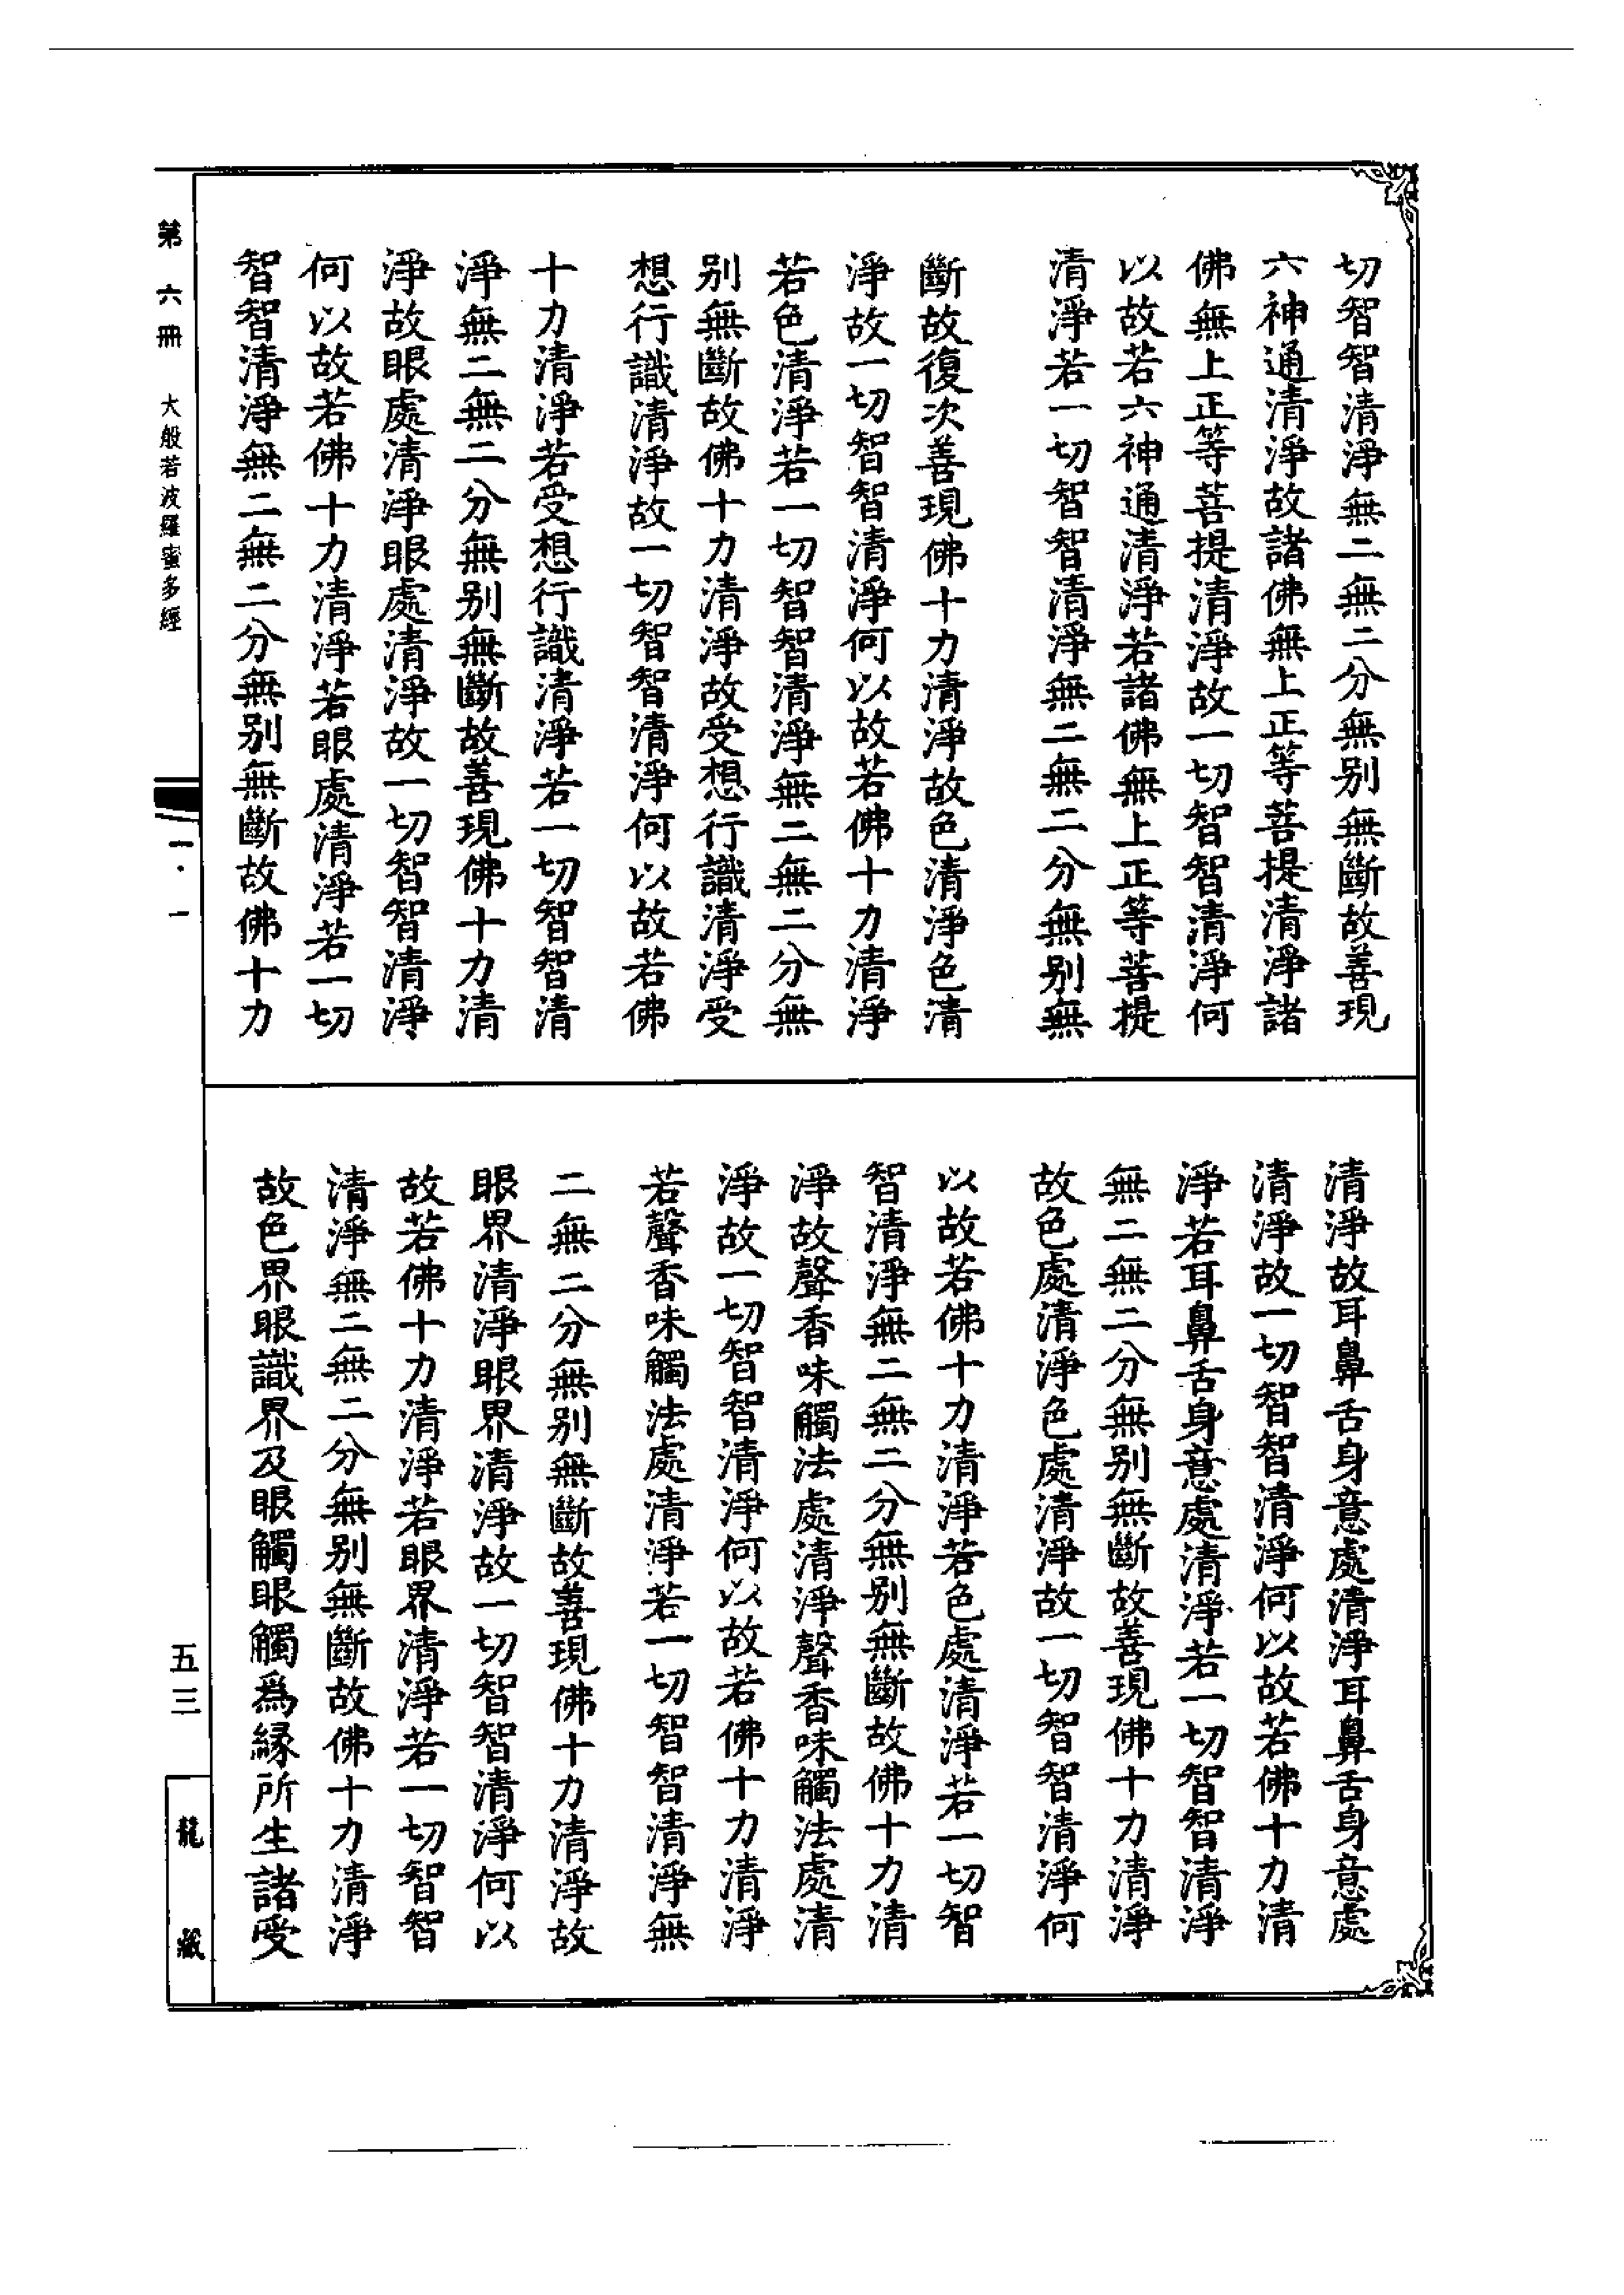 切智智清淨無二無二分無别無斷故善現
六神通清淨故諸佛無上正等菩提清淨諸
佛無上正等菩提清淨故一切智智清淨何
以故若六神通清淨若諸佛無上正等菩提
清淨若一切智智清淨無二無二分無别無
斷故復次善現佛十力清淨故色清淨色清
淨故一切智智清淨何以故若佛十力清淨
若色清淨若一切智智清淨無二無二分無
别無斷故佛十力清淨故受想行識清淨受
想行識清淨故一切智智清淨何以故若佛
十力清淨若受想行識清淨若一切智智清
淨無二無二分無别無斷故善現佛十力清
淨故眼處清淨眼處清淨故一切智智清淨
何以故若佛十力清淨若眼處清淨若一切
智智清淨無二無二分無别無斷故佛十力
清淨故耳鼻舌身意處清淨耳鼻舌身意處
清淨故一切智智清淨何以故若佛十力清
淨若耳鼻舌身意處清淨若一切智智清淨
無二無二分無别無斷故善現佛十力清淨
故色處清淨色處清淨故一切智智清淨何
以故若佛十力清淨若色處清淨若一切智
智清淨無二無二分無别無斷故佛十力清
淨故聲香味觸法處清淨聲香味觸法處清
淨故一切智智清淨何以故若佛十力清淨
若聲香味觸法處清淨若一切智智清淨無
二無二分無别無斷故善現佛十力清淨故
眼界清淨眼界清淨故一切智智清淨何以
故若佛十力清淨若眼界清淨若一切智智
清淨無二無二分無别無斷故佛十力清淨
故色界眼識界及眼觸眼觸為緣所生諸受
第六冊 大般若波羅蜜多經 一·一 五三 龍藏